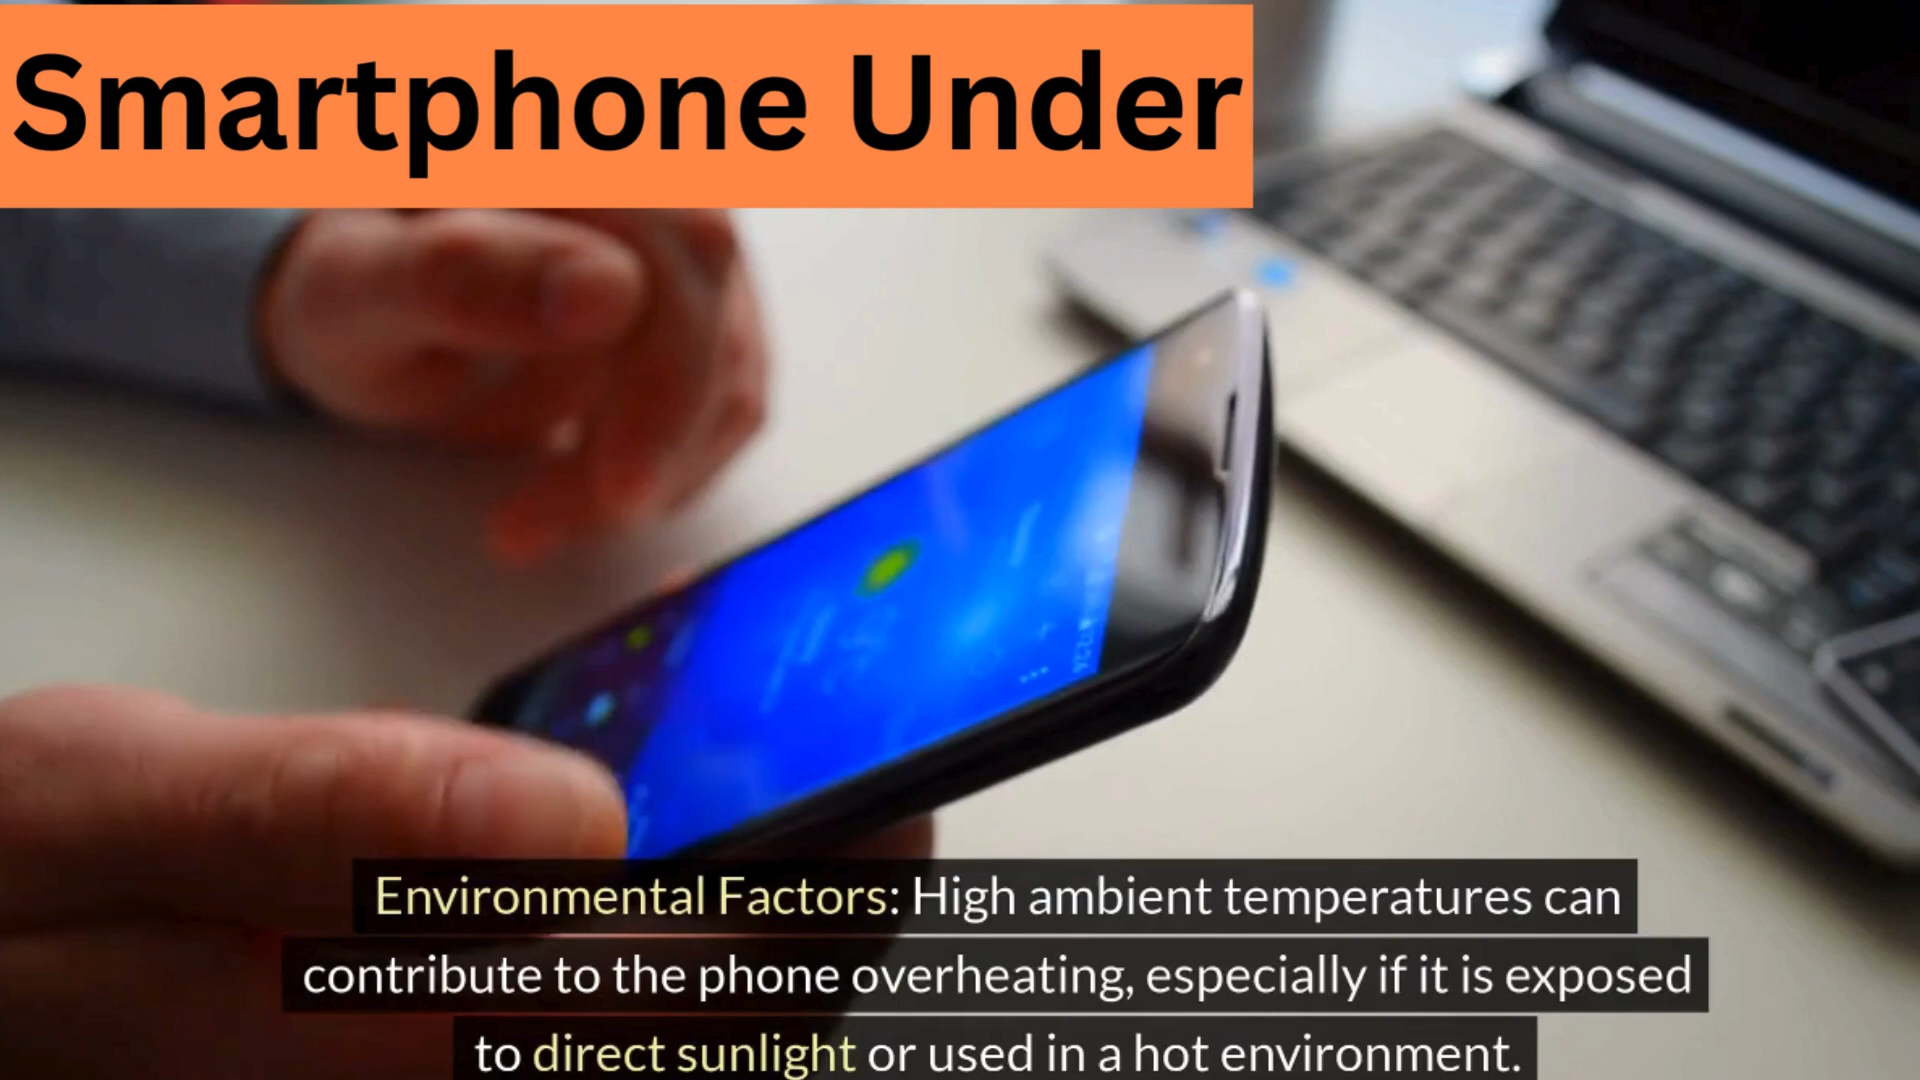 Smartphone Under
Environmental Factors: High ambient temperatures can
contribute to the phone overheating, especially if it is exposed
to direct sunlight or used in a hot environment.